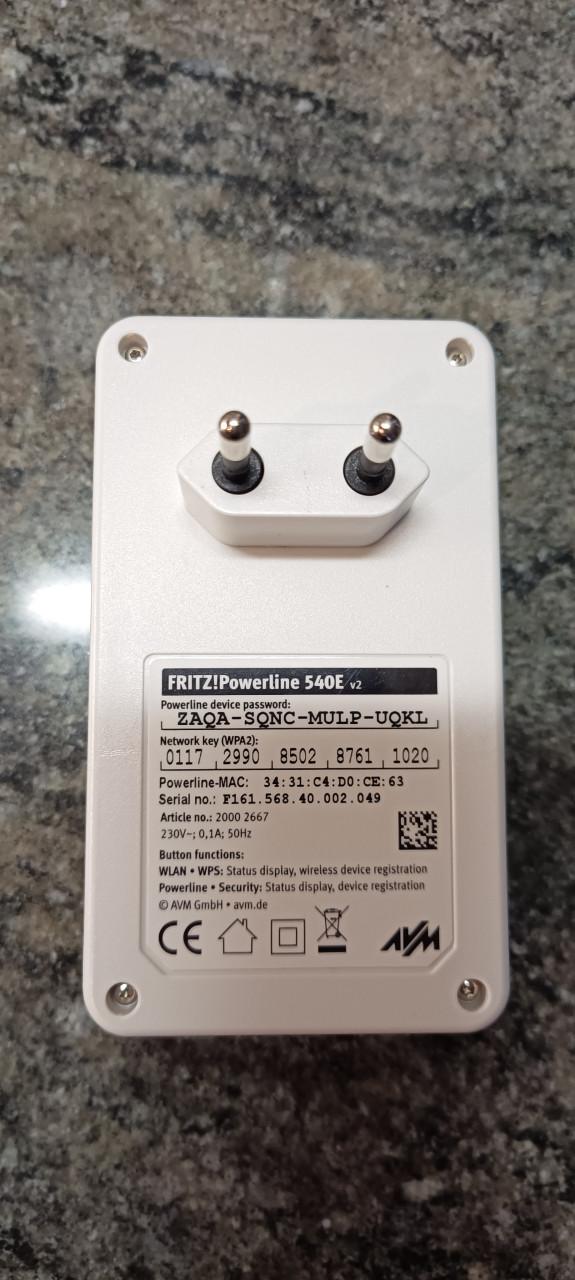 FRITZ!Powerline 540E v2
Powerline device password:
ZAQA-SQNC-MULP-UQKL
Network key (WPA2):
0117 2990 8502 8761 1020
Powerline-MAC: 34:31:C4:D0:CE:63
Serial no.: F161.568.40.002.049
Article no.: 2000 2667
230V~; 0,1A; 50Hz
Button functions:
WLAN • WPS: Status display, wireless device registration
Powerline • Security: Status display, device registration
© AVM GmbH • avm.de
CE
AVM